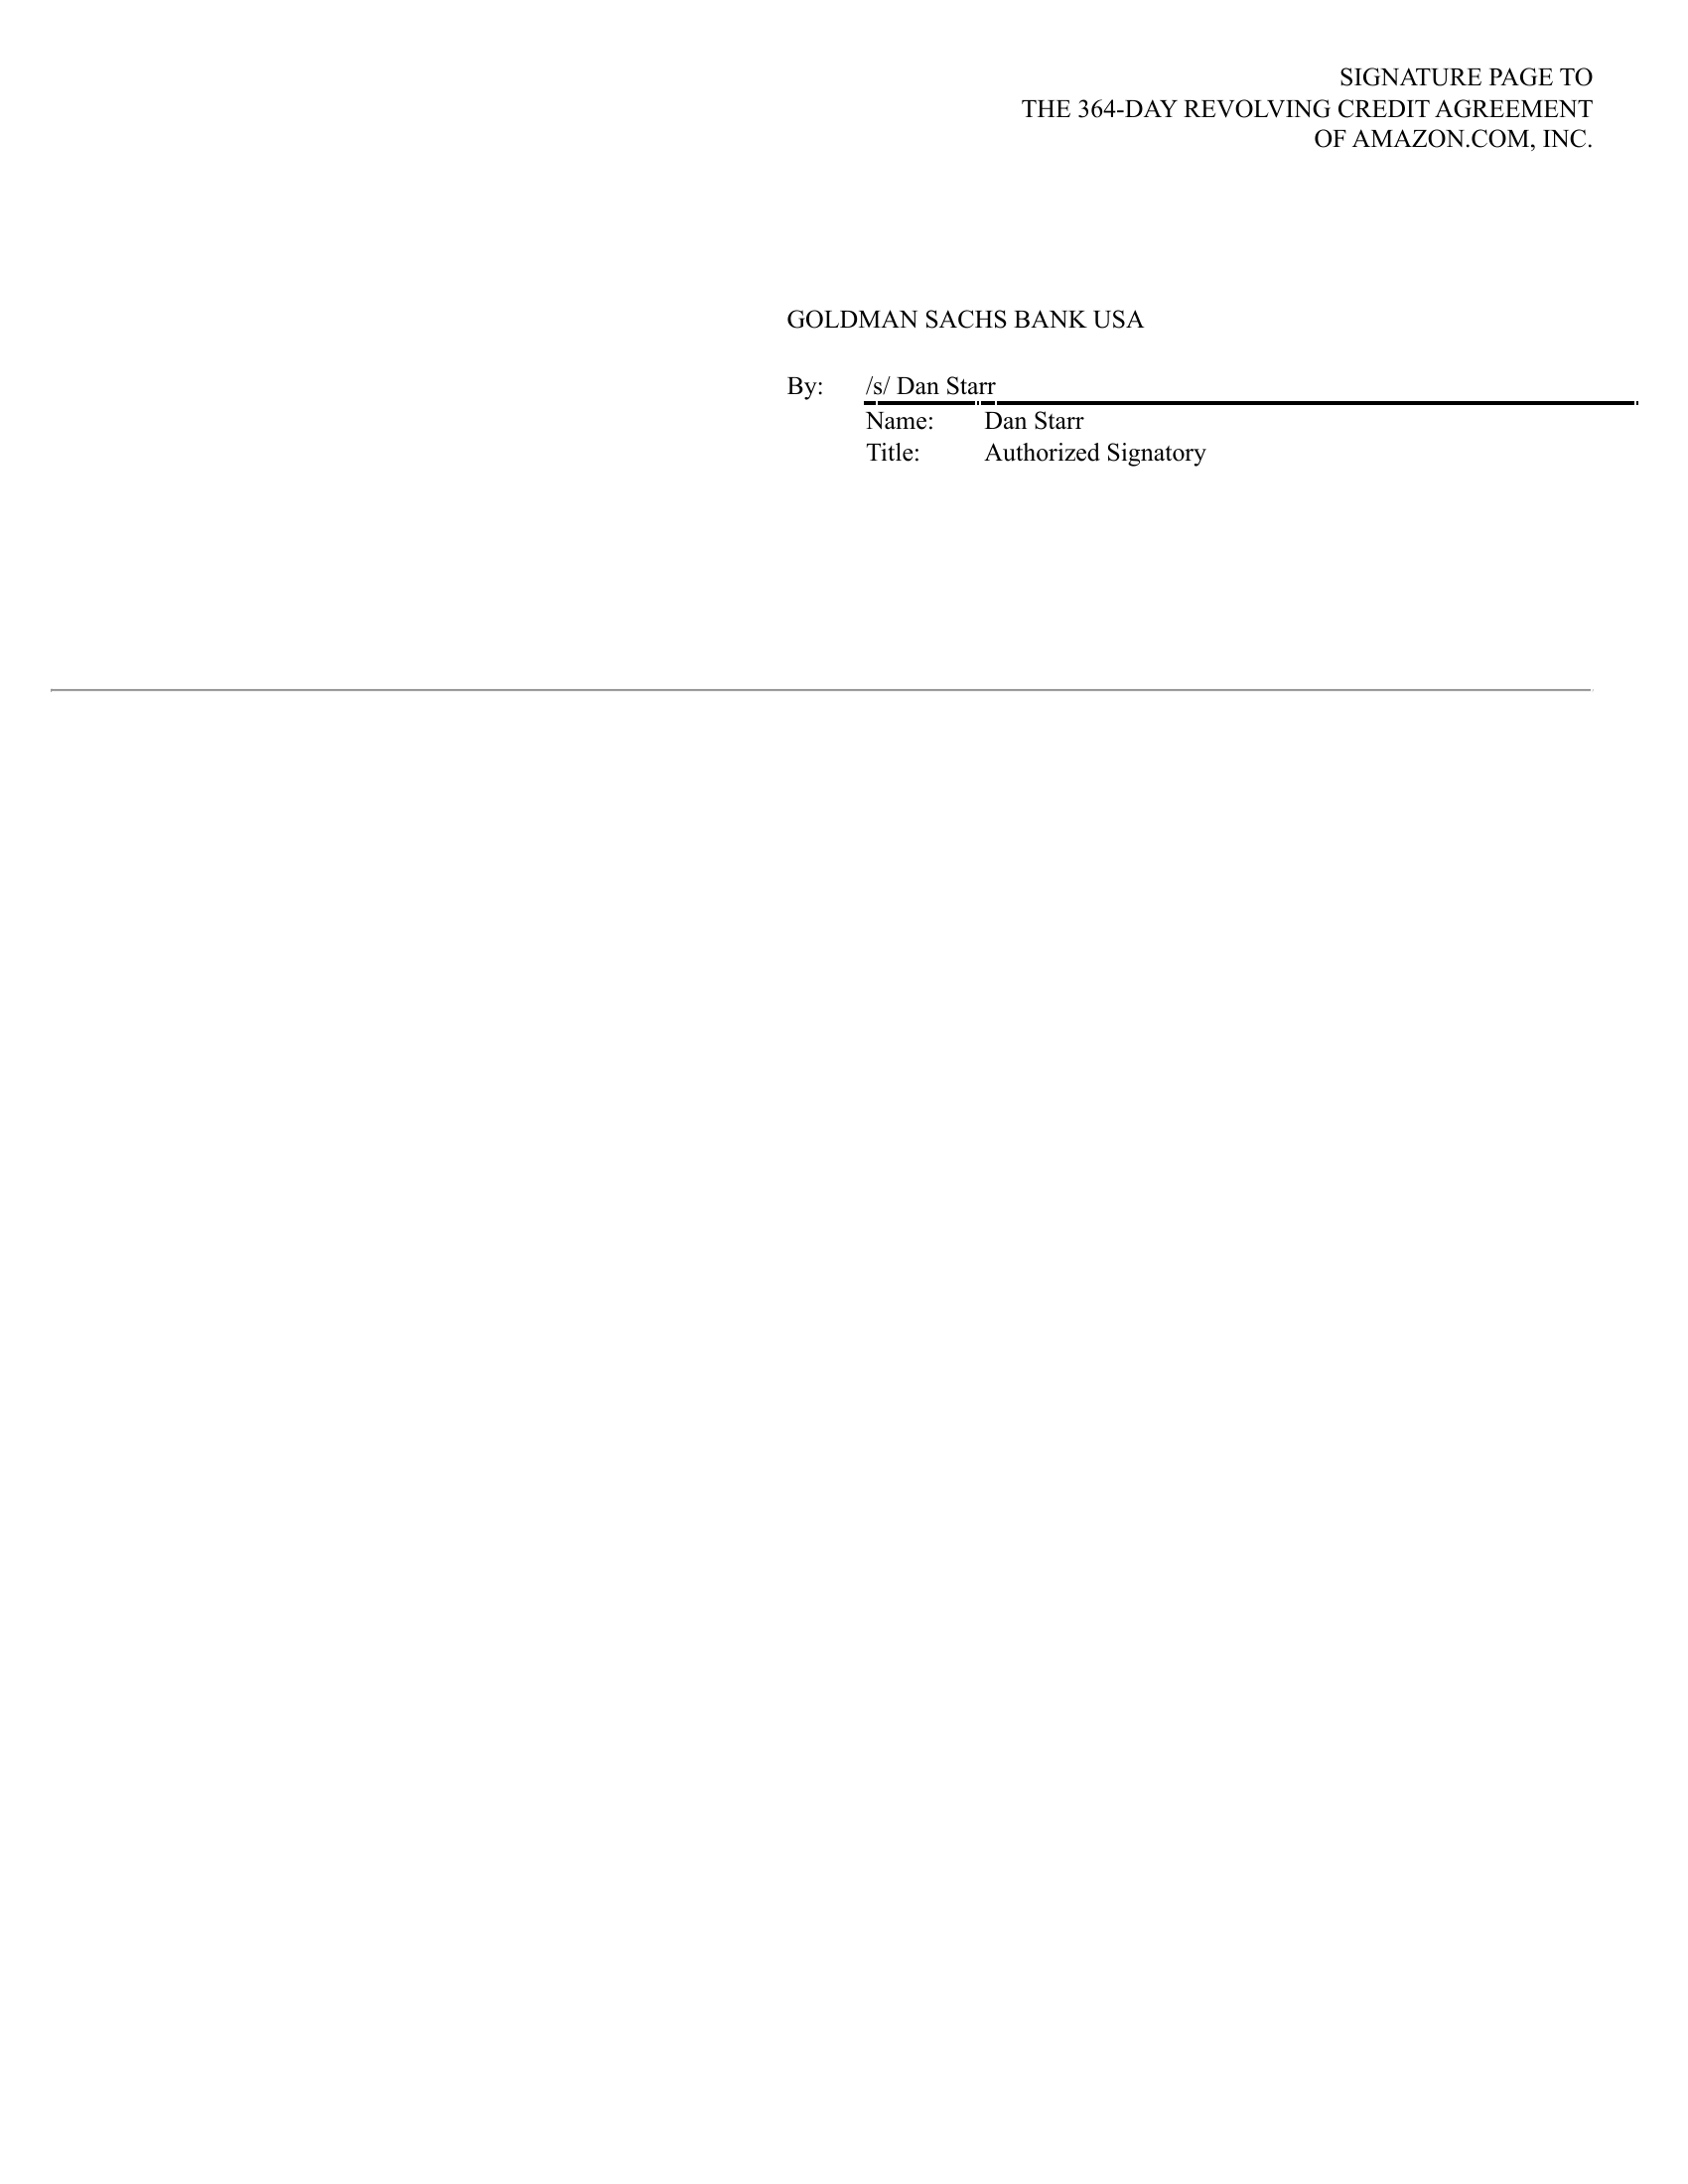 SIGNATURE PAGE TO
THE 364-DAY REVOLVING CREDIT AGREEMENT
OF AMAZON.COM, INC.
GOLDMAN SACHS BANK USA
By: /s/ Dan Starr
Name: Dan Starr
Title: Authorized Signatory